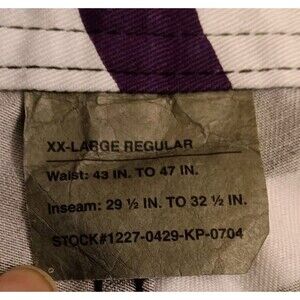 XX-LARGE REGULAR
Waist: 43 IN. TO 47 IN.
Inseam: 29 ½ IN. TO 32 ½ IN.
STOCK#1227-0429-KP-0704